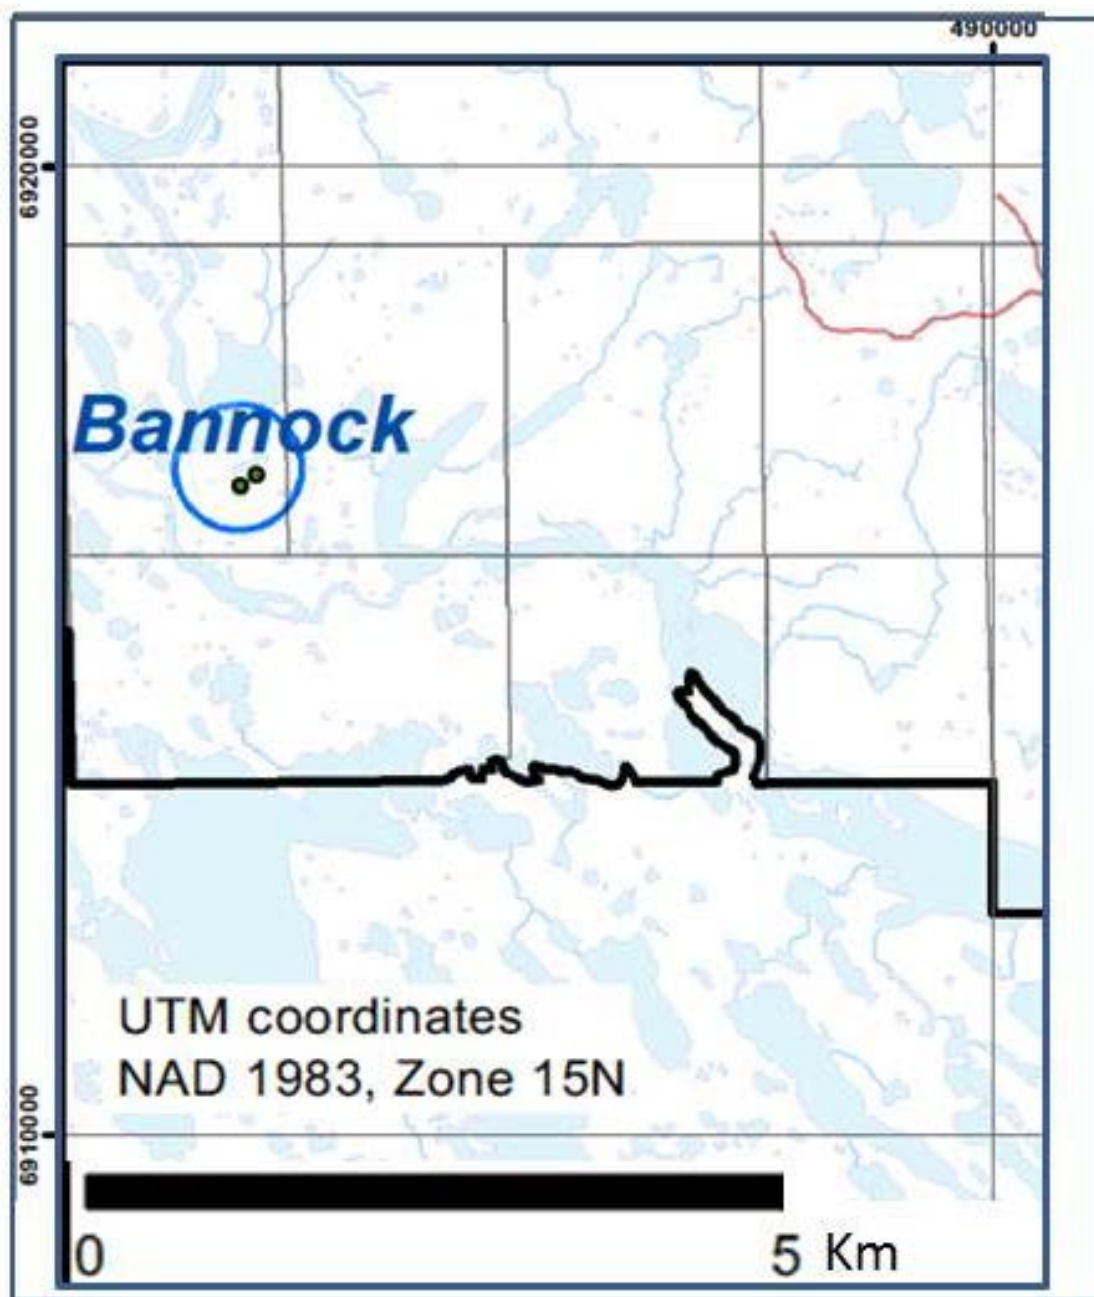 490000
6920000
Bannock
UTM coordinates
NAD 1983, Zone 15N
6910000
0 5 Km